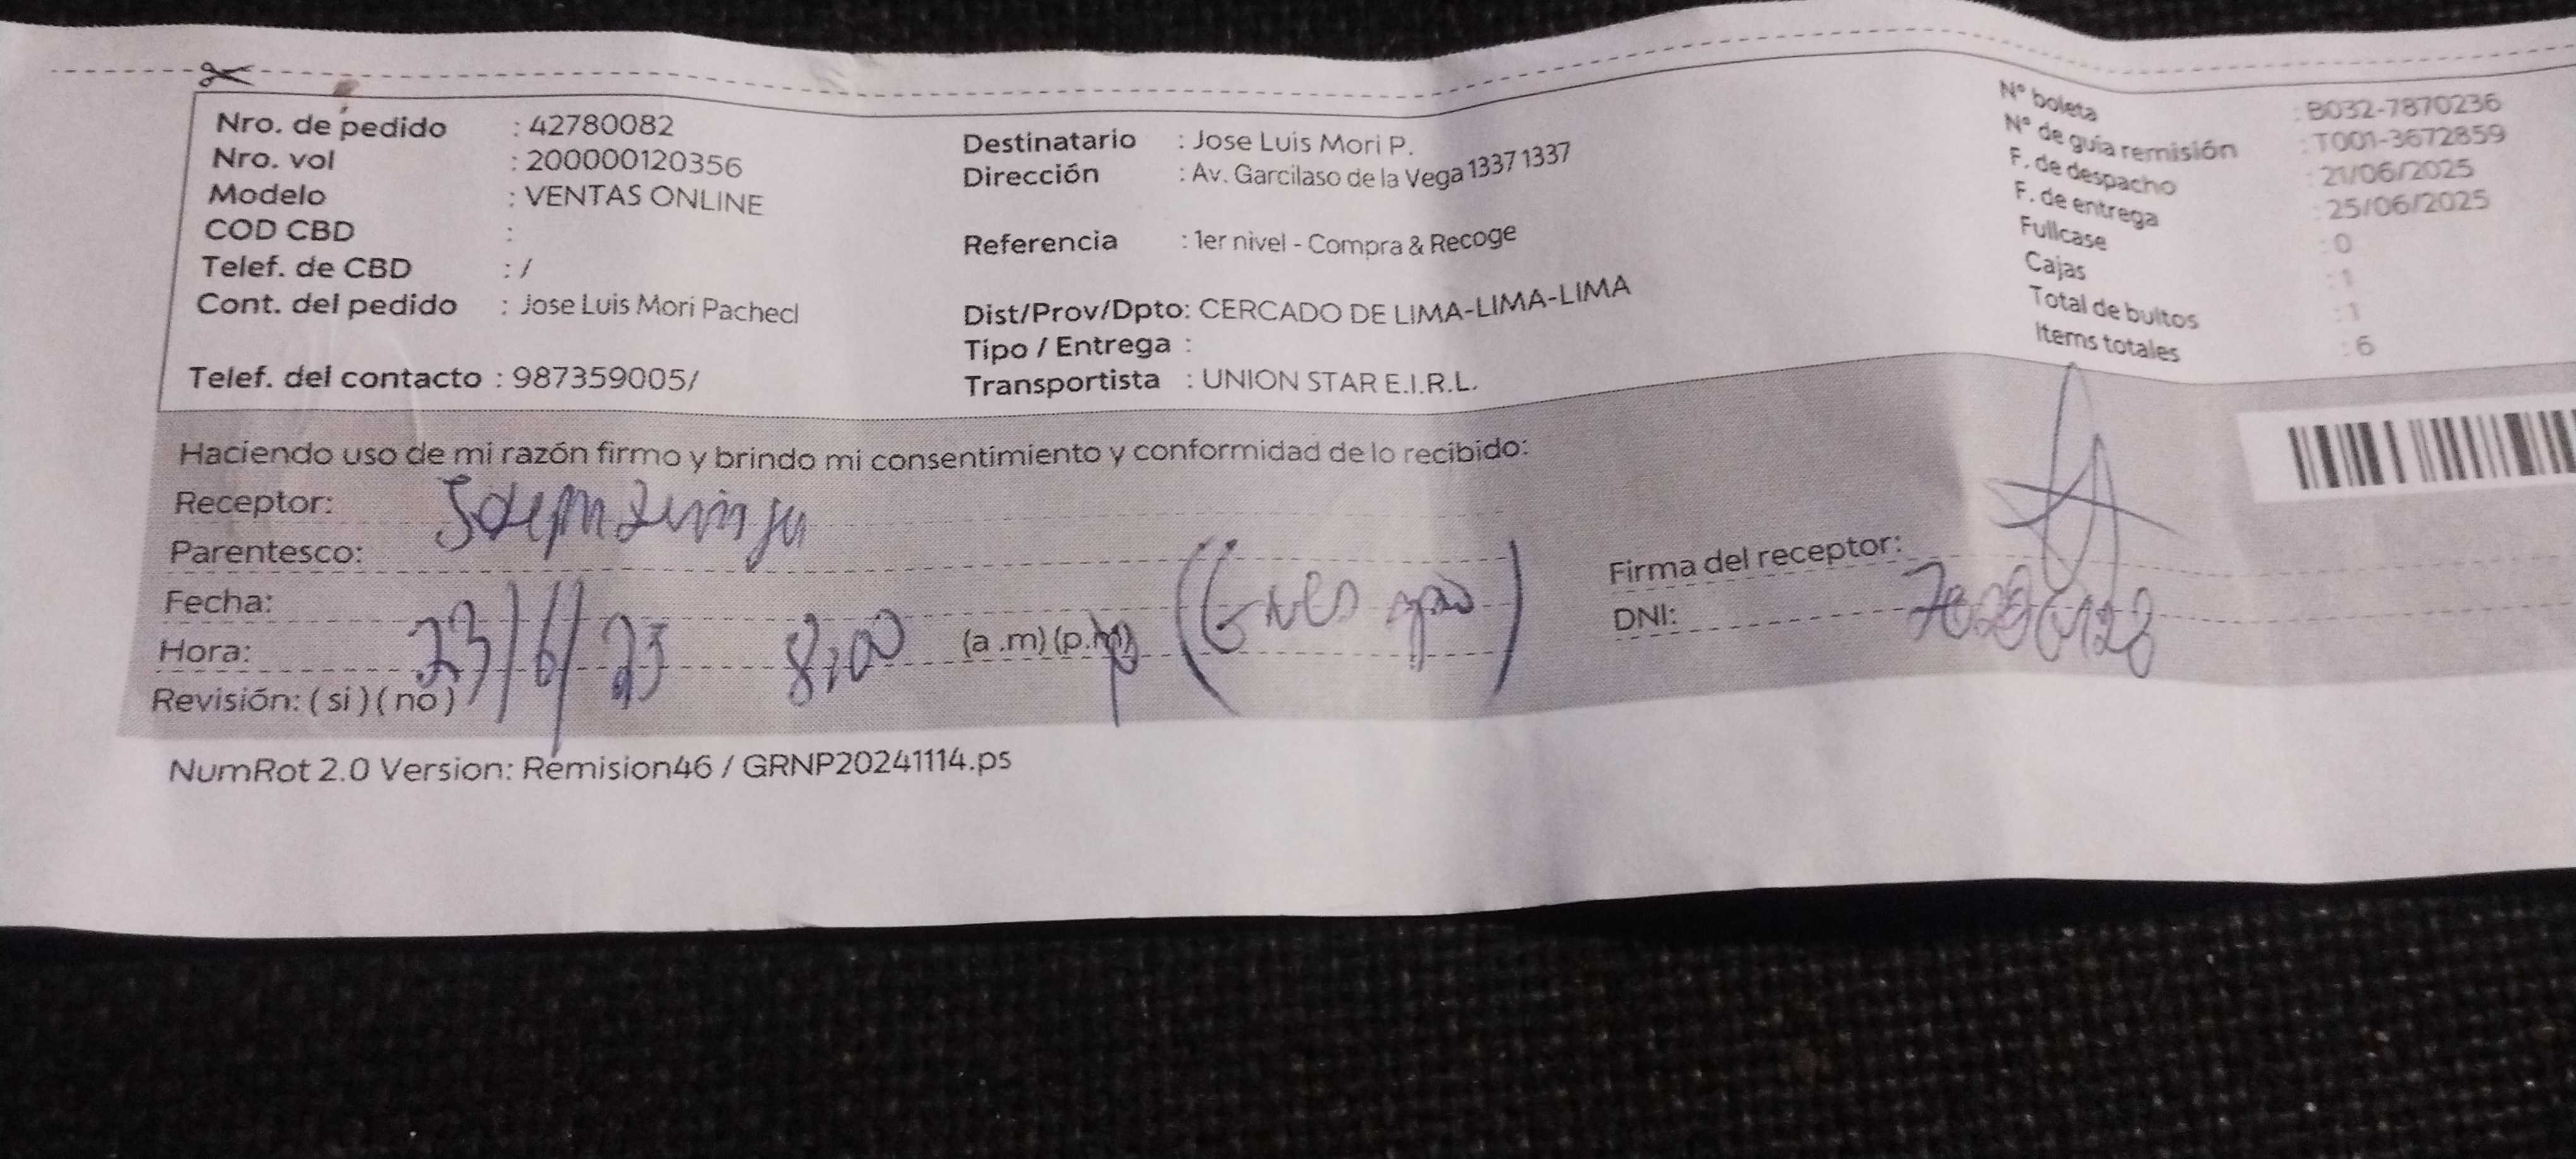 Nro. de pedido : 42780082
Nro. vol : 200000120356
Modelo : VENTAS ONLINE
COD CBD :
Telef. de CBD : /
Cont. del pedido : Jose Luis Mori Pachecl
Telef. del contacto : 987359005/
Destinatario : Jose Luis Mori P.
Dirección : Av. Garcilaso de la Vega 1337 1337
Referencia : 1er nivel - Compra & Recoge
Dist/Prov/Dpto: CERCADO DE LIMA-LIMA-LIMA
Tipo / Entrega :
Transportista : UNION STAR E.I.R.L.
N° boleta : B032-7870236
N° de guia remisión : T001-3672859
F. de despacho : 21/06/2025
F. de entrega : 25/06/2025
Fullcase : 0
Cajas : 1
Total de bultos : 1
Items totales : 6
Haciendo uso de mi razón firmo y brindo mi consentimiento y conformidad de lo recibido:
Receptor:
Parentesco:
Fecha: 23/6/25
Hora: 8:00 (a .m) (p.m)
Revisión: ( si ) ( no )
Firma del receptor:
DNI:
NumRot 2.0 Version: Remision46 / GRNP20241114.ps